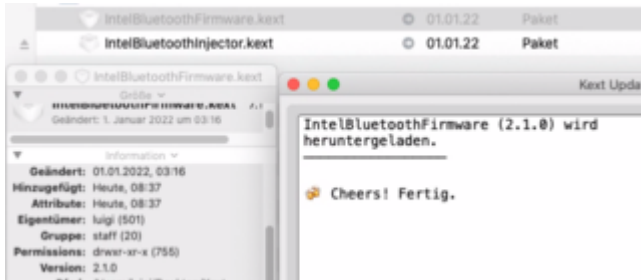 IntelBluetoothFirmware.kext 01.01.22 Paket
IntelBluetoothInjector.kext 01.01.22 Paket
IntelBluetoothFirmware.kext
Größe
IntelBluetoothFirmware.kext
Geändert: 1. Januar 2022 um 03:16
Information
Geändert: 01.01.2022, 03:16
Hinzugefügt: Heute, 08:37
Attribute: Heute, 08:37
Eigentümer: luigi (501)
Gruppe: staff (20)
Permissions: drwxr-xr-x (755)
Version: 2.1.0
Kext Upda
IntelBluetoothFirmware (2.1.0) wird
heruntergeladen.
Cheers! Fertig.